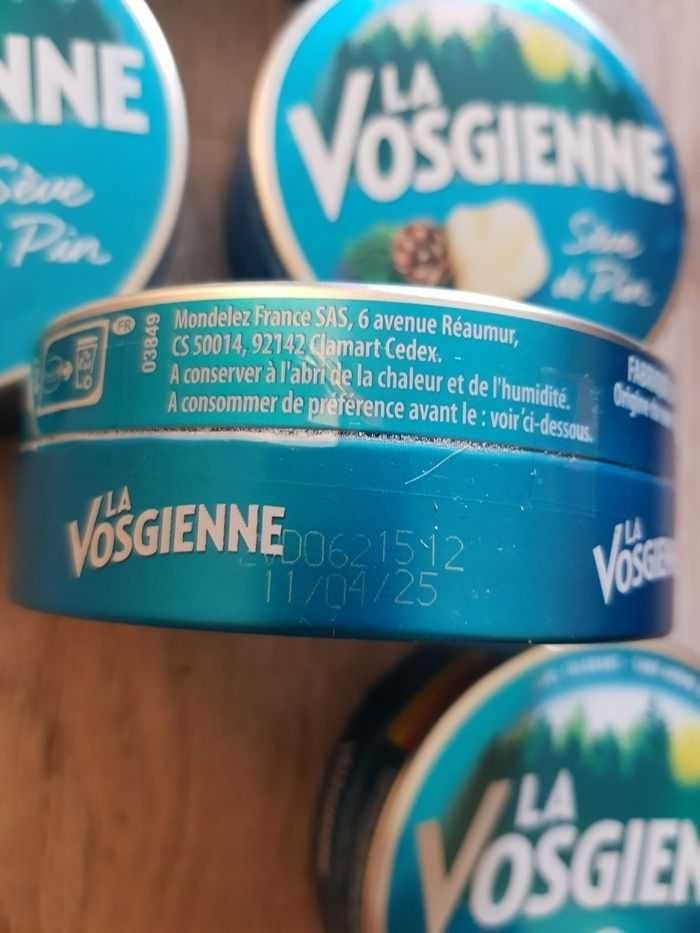 NNE
Sève
Pin
LA
VOSGIENNE
Sève
de Pin
FR
03849
Mondelez France SAS, 6 avenue Réaumur,
CS 50014, 92142 Clamart Cedex.
A conserver à l'abri de la chaleur et de l'humidité.
A consommer de préférence avant le : voir ci-dessous.
LA
VOSGIENNE
D0621512
11/04/25
LA
VOSGIE
LA
VOSGIEN